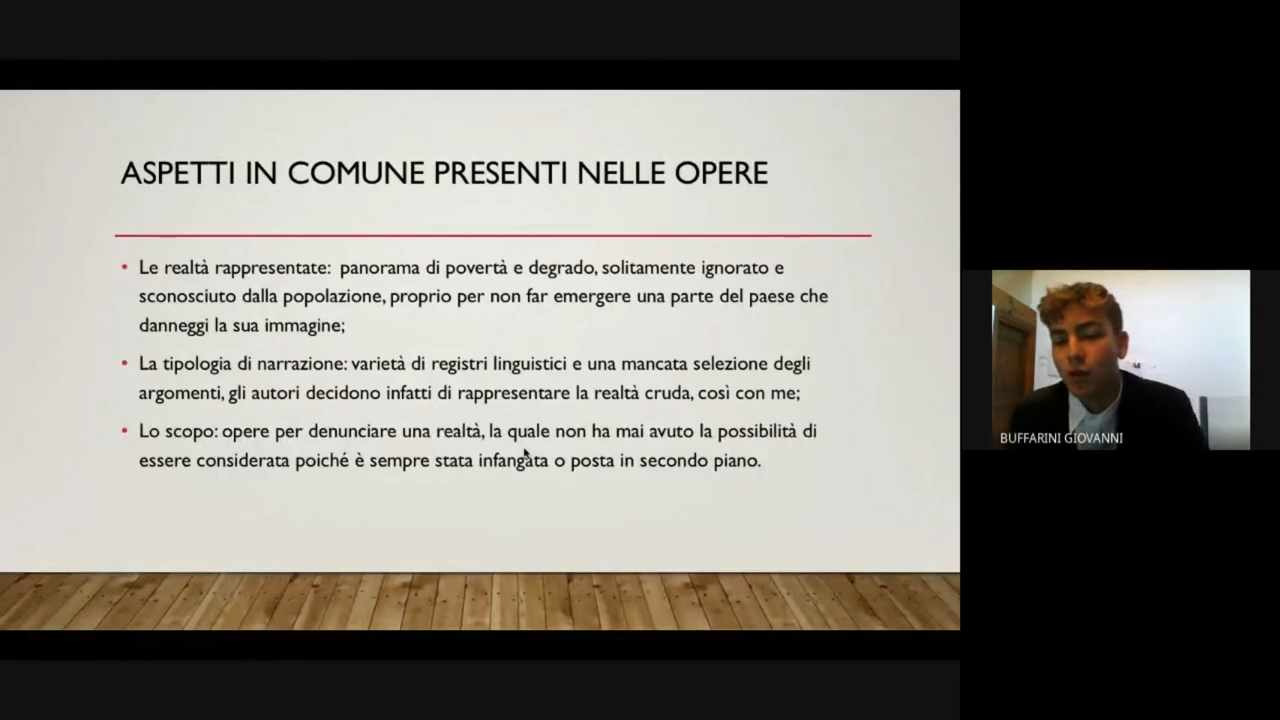 ASPETTI IN COMUNE PRESENTI NELLE OPERE
• Le realtà rappresentate:  panorama di povertà e degrado, solitamente ignorato e
sconosciuto dalla popolazione, proprio per non far emergere una parte del paese che
danneggi la sua immagine;
• La tipologia di narrazione: varietà di registri linguistici e una mancata selezione degli
argomenti, gli autori decidono infatti di rappresentare la realtà cruda, così con me;
• Lo scopo: opere per denunciare una realtà, la quale non ha mai avuto la possibilità di
essere considerata poiché è sempre stata infangata o posta in secondo piano.
BUFFARINI GIOVANNI